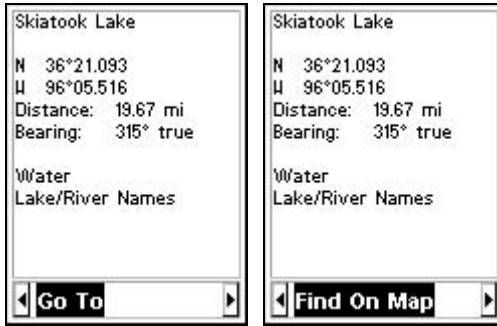 Skiatook Lake
N 36°21.093
W 96°05.516
Distance: 19.67 mi
Bearing: 315° true
Water
Lake/River Names
Go To
Skiatook Lake
N 36°21.093
W 96°05.516
Distance: 19.67 mi
Bearing: 315° true
Water
Lake/River Names
Find On Map